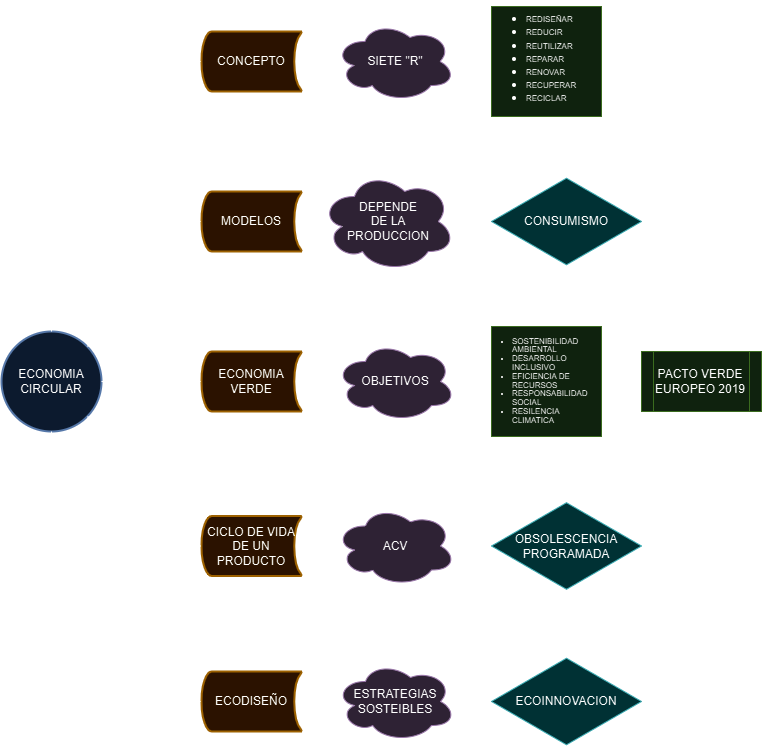 CONCEPTO
SIETE "R"
REDISEÑAR
REDUCIR
REUTILIZAR
REPARAR
RENOVAR
RECUPERAR
RECICLAR
MODELOS
DEPENDE
DE LA
PRODUCCION
CONSUMISMO
ECONOMIA
CIRCULAR
ECONOMIA
VERDE
OBJETIVOS
SOSTENIBILIDAD
AMBIENTAL
DESARROLLO
INCLUSIVO
EFICIENCIA DE
RECURSOS
RESPONSABILIDAD
SOCIAL
RESILENCIA
CLIMATICA
PACTO VERDE
EUROPEO 2019
CICLO DE VIDA
DE UN
PRODUCTO
ACV
OBSOLESCENCIA
PROGRAMADA
ECODISEÑO
ESTRATEGIAS
SOSTEIBLES
ECOINNOVACION